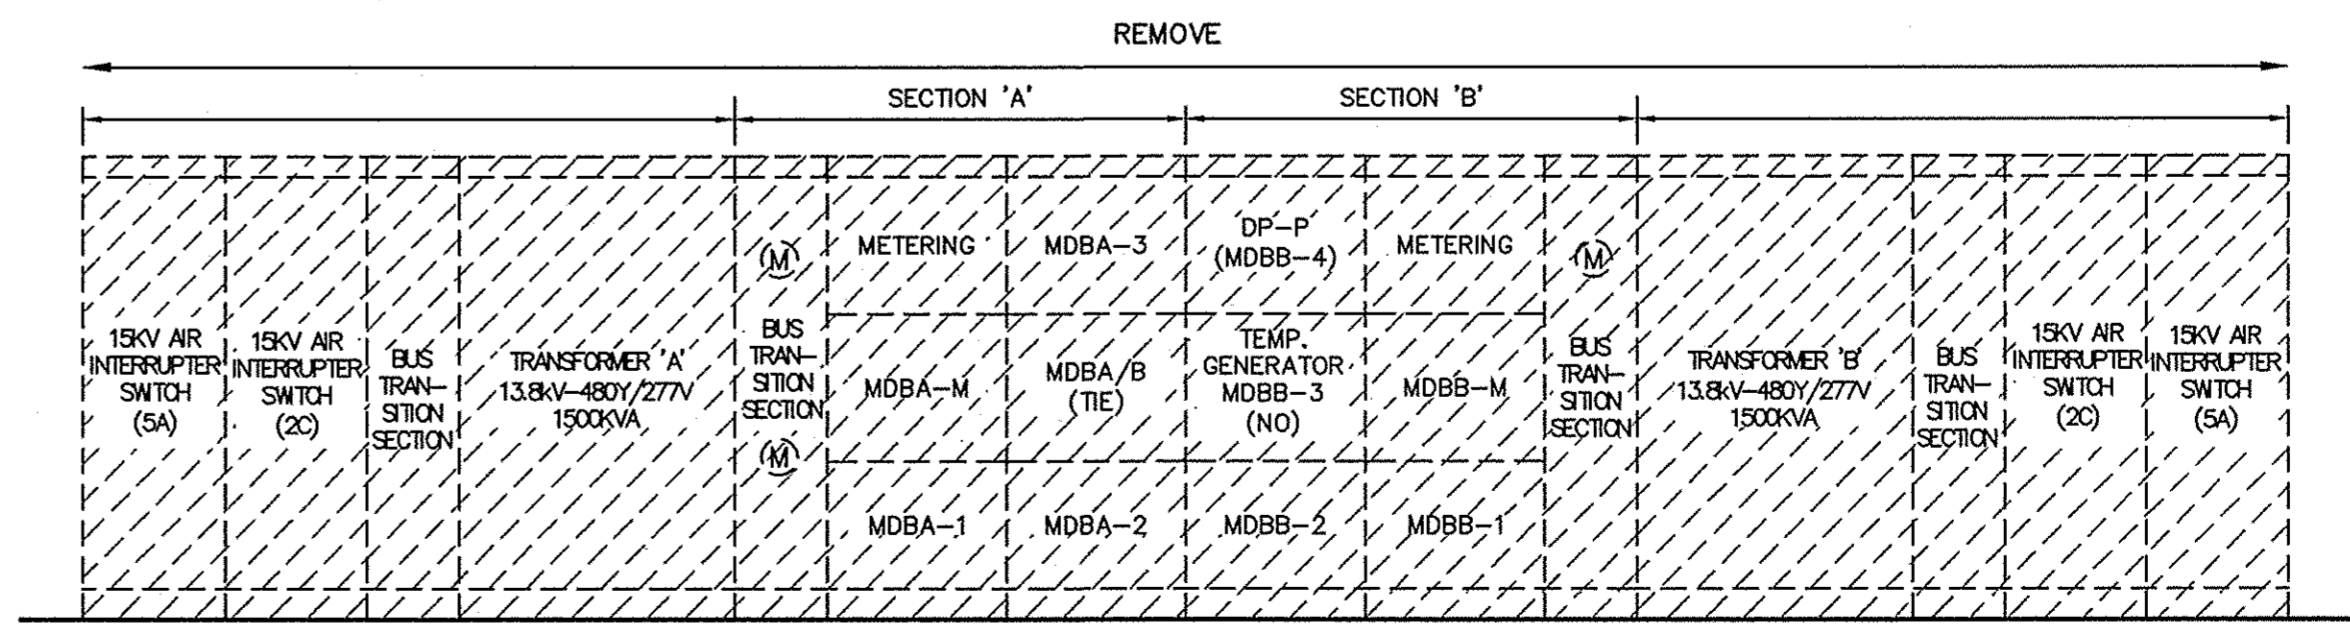 REMOVE
SECTION 'A'
SECTION 'B'
15KV AIR
INTERRUPTER
SWITCH
(5A)
15KV AIR
INTERRUPTER
SWITCH
(2C)
BUS
TRAN-
SITION
SECTION
TRANSFORMER 'A'
13.8kV-480Y/277V
1500KVA
M
BUS
TRAN-
SITION
SECTION
M
METERING
MDBA-M
MDBA-1
MDBA-3
MDBA/B
(TIE)
MDBA-2
DP-P
(MDBB-4)
TEMP.
GENERATOR
MDBB-3
(NO)
MDBB-2
METERING
MDBB-M
MDBB-1
M
BUS
TRAN-
SITION
SECTION
TRANSFORMER 'B'
13.8kV-480Y/277V
1500KVA
BUS
TRAN-
SITION
SECTION
15KV AIR
INTERRUPTER
SWITCH
(2C)
15KV AIR
INTERRUPTER
SWITCH
(5A)